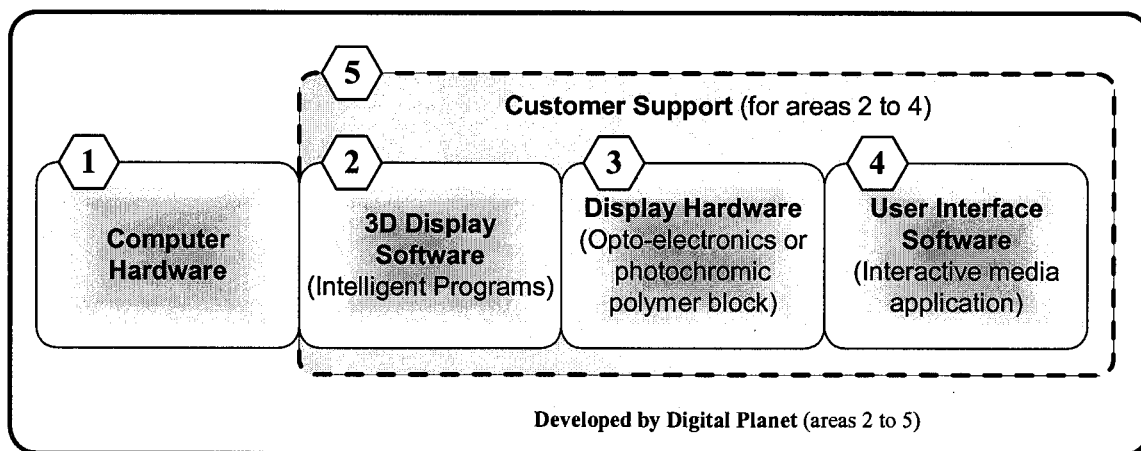 5
Customer Support (for areas 2 to 4)
1
Computer
Hardware
2
3D Display
Software
(Intelligent Programs)
3
Display Hardware
(Opto-electronics or
photochromic
polymer block)
4
User Interface
Software
(Interactive media
application)
Developed by Digital Planet (areas 2 to 5)